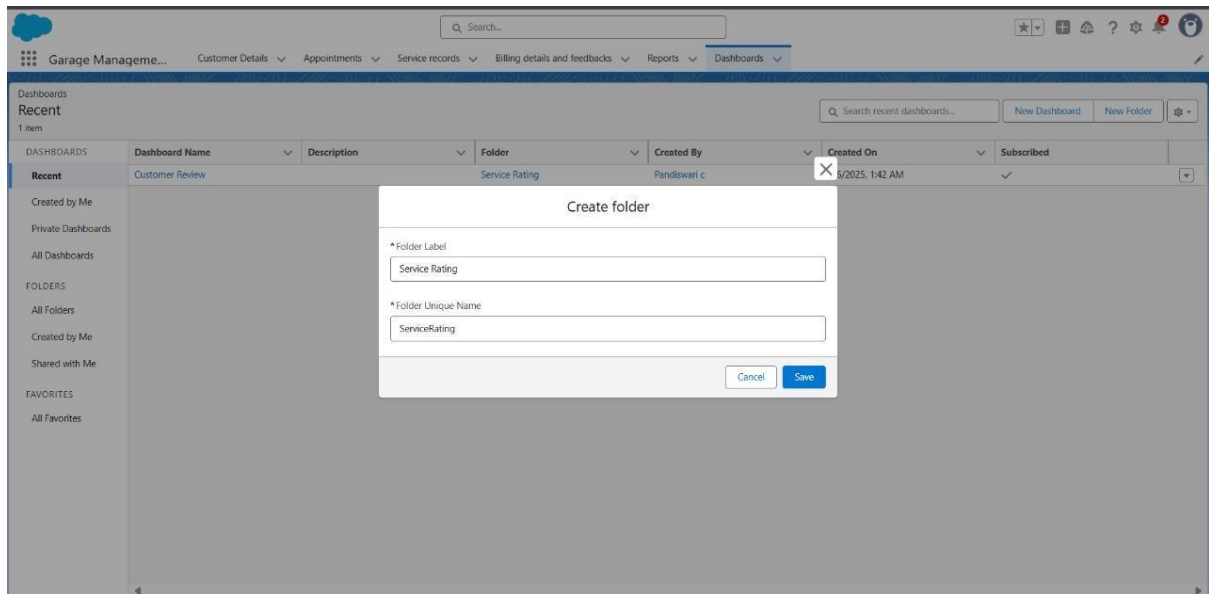 Search...
2
Garage Manageme...
Customer Details
Appointments
Service records
Billing details and feedbacks
Reports
Dashboards
Dashboards
Recent
1 item
Search recent dashboards...
New Dashboard
New Folder
DASHBOARDS
Dashboard Name
Description
Folder
Created By
Created On
Subscribed
Recent
Customer Review
Service Rating
Pandiswari c
5/2025, 1:42 AM
Created by Me
Private Dashboards
All Dashboards
FOLDERS
All Folders
Created by Me
Shared with Me
FAVORITES
All Favorites
Create folder
*Folder Label
Service Rating
*Folder Unique Name
ServiceRating
Cancel
Save